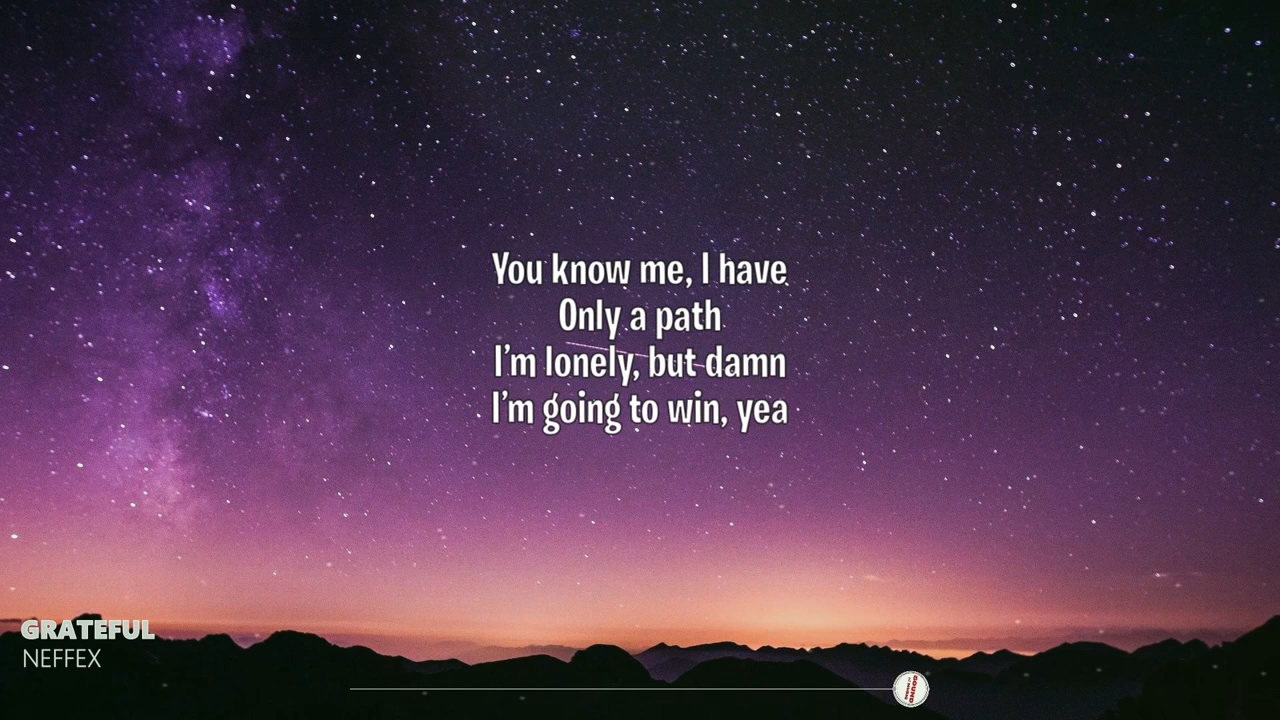 You know me, I have
Only a path
I'm lonely, but damn
I'm going to win, yea
GRATEFUL
NEFFEX